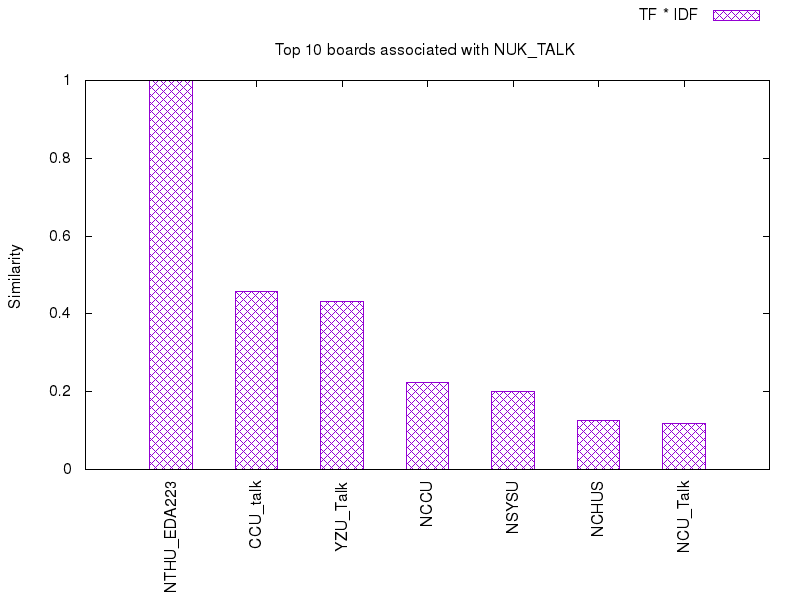 TF * IDF
Top 10 boards associated with NUK_TALK
1
0.8
0.6
0.4
0.2
0
Similarity
NTHU_EDA223
CCU_talk
YZU_Talk
NCCU
NSYSU
NCHUS
NCU_Talk